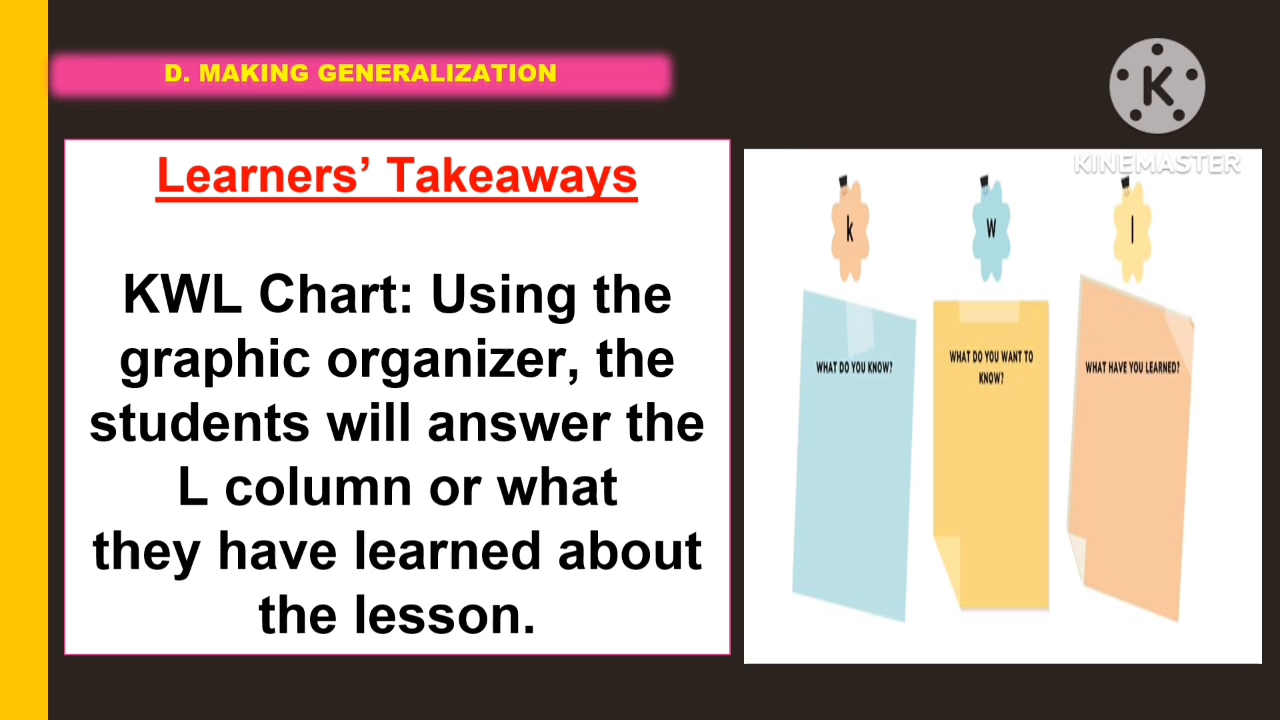 D. MAKING GENERALIZATION
K
KINEMASTER
Learners’ Takeaways
KWL Chart: Using the
graphic organizer, the
students will answer the
L column or what
they have learned about
the lesson.
k
w
l
WHAT DO YOU KNOW?
WHAT DO YOU WANT TO
KNOW?
WHAT HAVE YOU LEARNED?